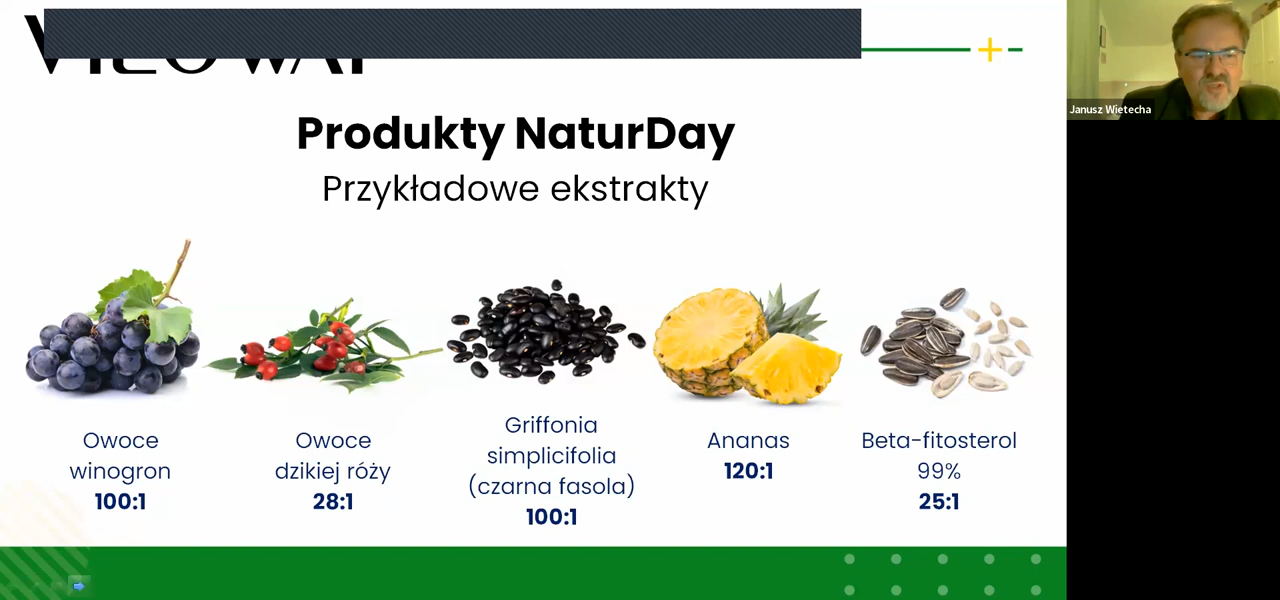 Janusz Wietecha
Produkty NaturDay
Przykładowe ekstrakty
Owoce
winogron
100:1
Owoce
dzikiej róży
28:1
Griffonia
simplicifolia
(czarna fasola)
100:1
Ananas
120:1
Beta-fitosterol
99%
25:1